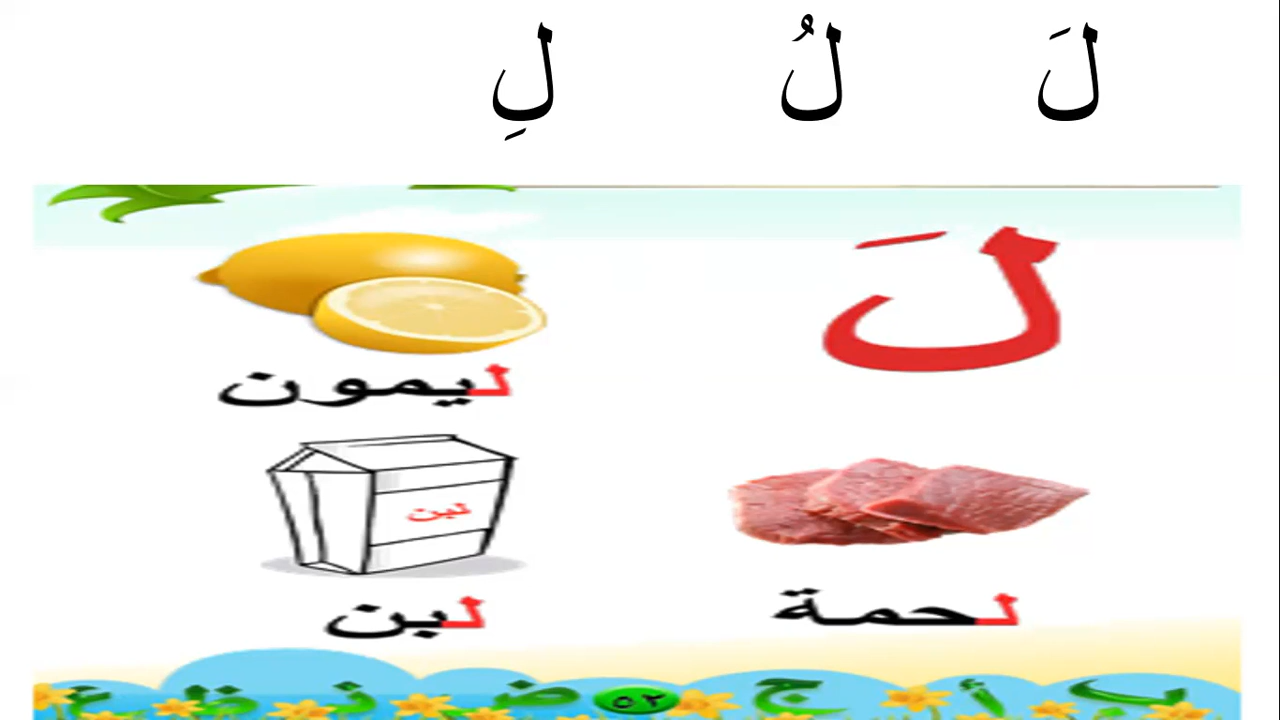 لَ لُ لِ
لَ
ليمون
لبن
لحمة
لبن
ب أ ج ض ز